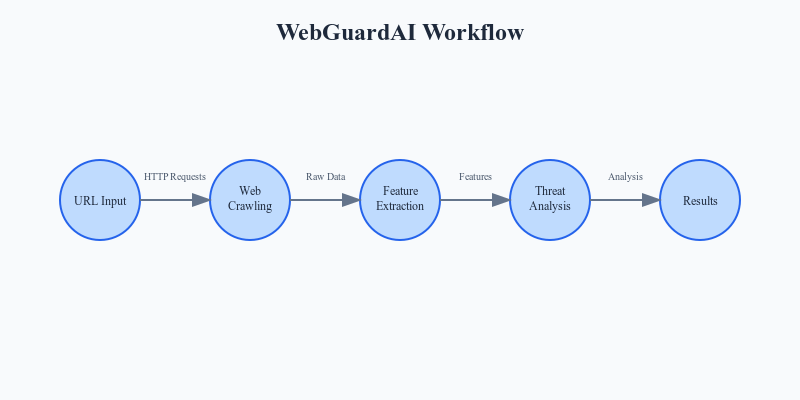 WebGuardAI Workflow
HTTP Requests
Raw Data
Features
Analysis
URL Input
Web
Crawling
Feature
Extraction
Threat
Analysis
Results